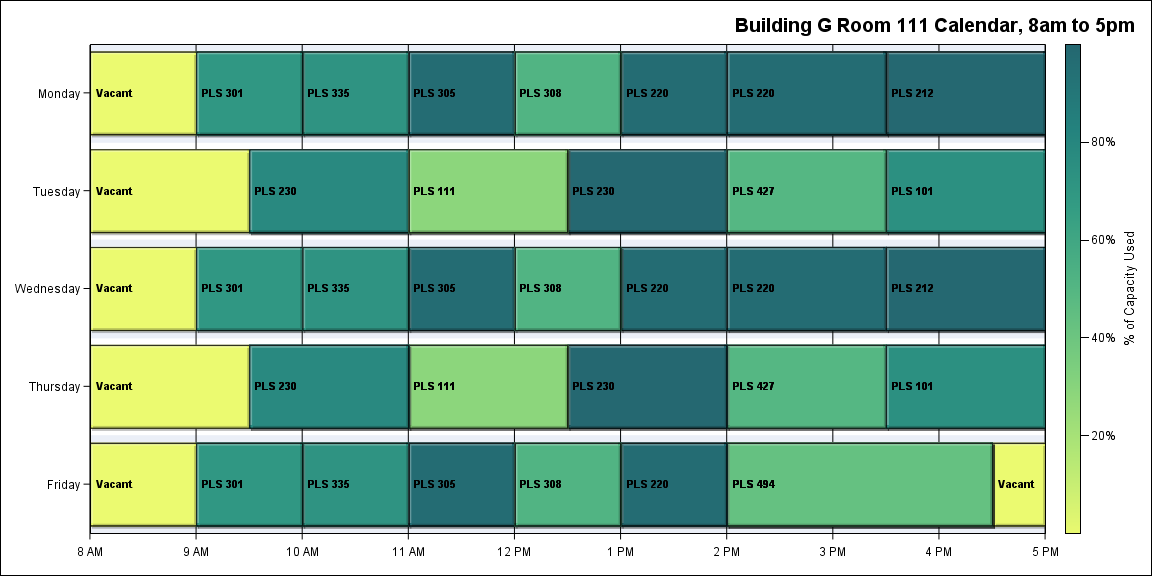 Building G Room 111 Calendar, 8am to 5pm
Monday
Vacant
PLS 301
PLS 335
PLS 305
PLS 308
PLS 220
PLS 220
PLS 212
Tuesday
Vacant
PLS 230
PLS 111
PLS 230
PLS 427
PLS 101
Wednesday
Vacant
PLS 301
PLS 335
PLS 305
PLS 308
PLS 220
PLS 220
PLS 212
Thursday
Vacant
PLS 230
PLS 111
PLS 230
PLS 427
PLS 101
Friday
Vacant
PLS 301
PLS 335
PLS 305
PLS 308
PLS 220
PLS 494
Vacant
8 AM
9 AM
10 AM
11 AM
12 PM
1 PM
2 PM
3 PM
4 PM
5 PM
80%
60%
40%
20%
% of Capacity Used